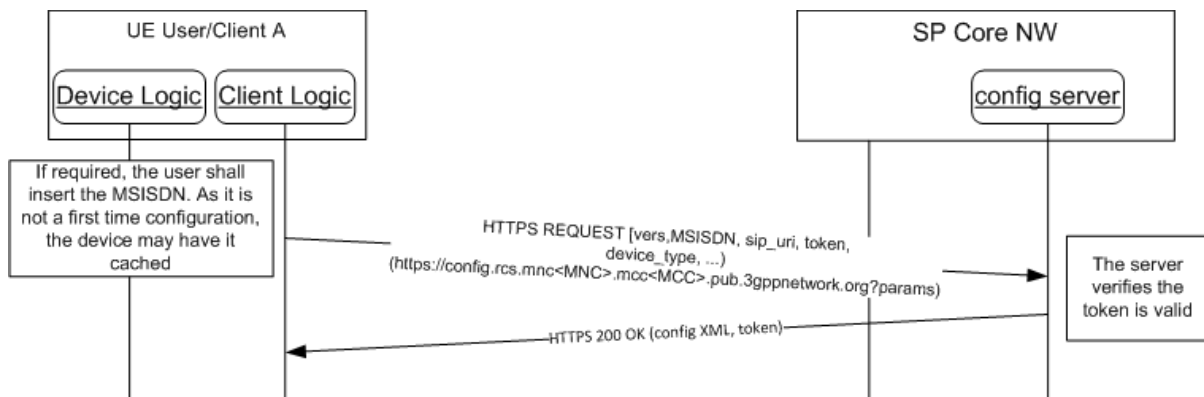 UE User/Client A
SP Core NW
Device Logic
Client Logic
config server
If required, the user shall
insert the MSISDN. As it is
not a first time configuration,
the device may have it
cached
HTTPS REQUEST [vers,MSISDN, sip_uri, token,
device_type, ...)
(https://config.rcs.mnc<MNC>.mcc<MCC>.pub.3gppnetwork.org?params)
The server
verifies the
token is valid
HTTPS 200 OK (config XML, token)